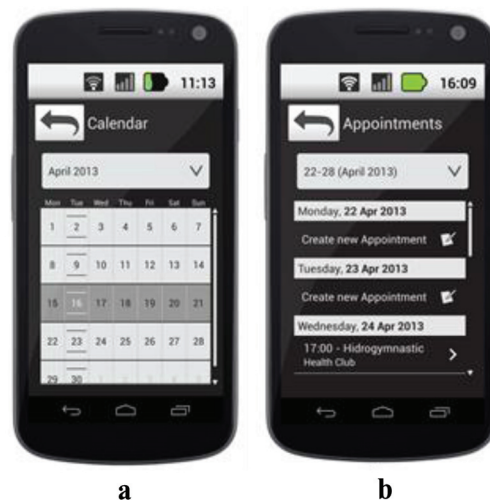 11:13
Calendar
April 2013
Mon Tue Wed Thu Fri Sat Sun
1 2 3 4 5 6 7
8 9 10 11 12 13 14
15 16 17 18 19 20 21
22 23 24 25 26 27 28
29 30
a
16:09
Appointments
22-28 (April 2013)
Monday, 22 Apr 2013
Create new Appointment
Tuesday, 23 Apr 2013
Create new Appointment
Wednesday, 24 Apr 2013
17:00 - Hidrogymnastic
Health Club
b